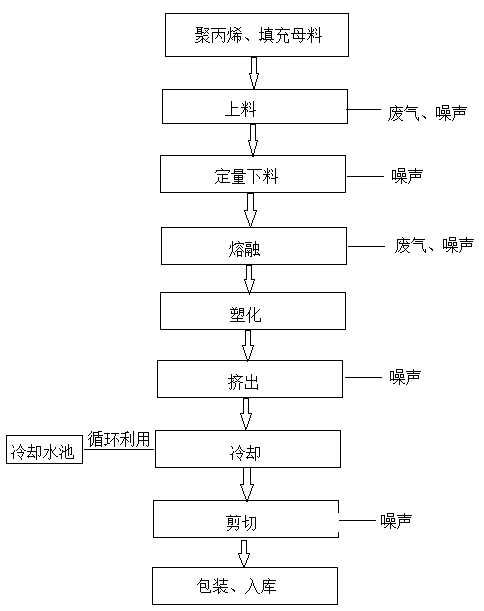 聚丙烯、填充母料
上料
废气、噪声
定量下料
噪声
熔融
废气、噪声
塑化
挤出
噪声
冷却水池
循环利用
冷却
剪切
噪声
包装、入库